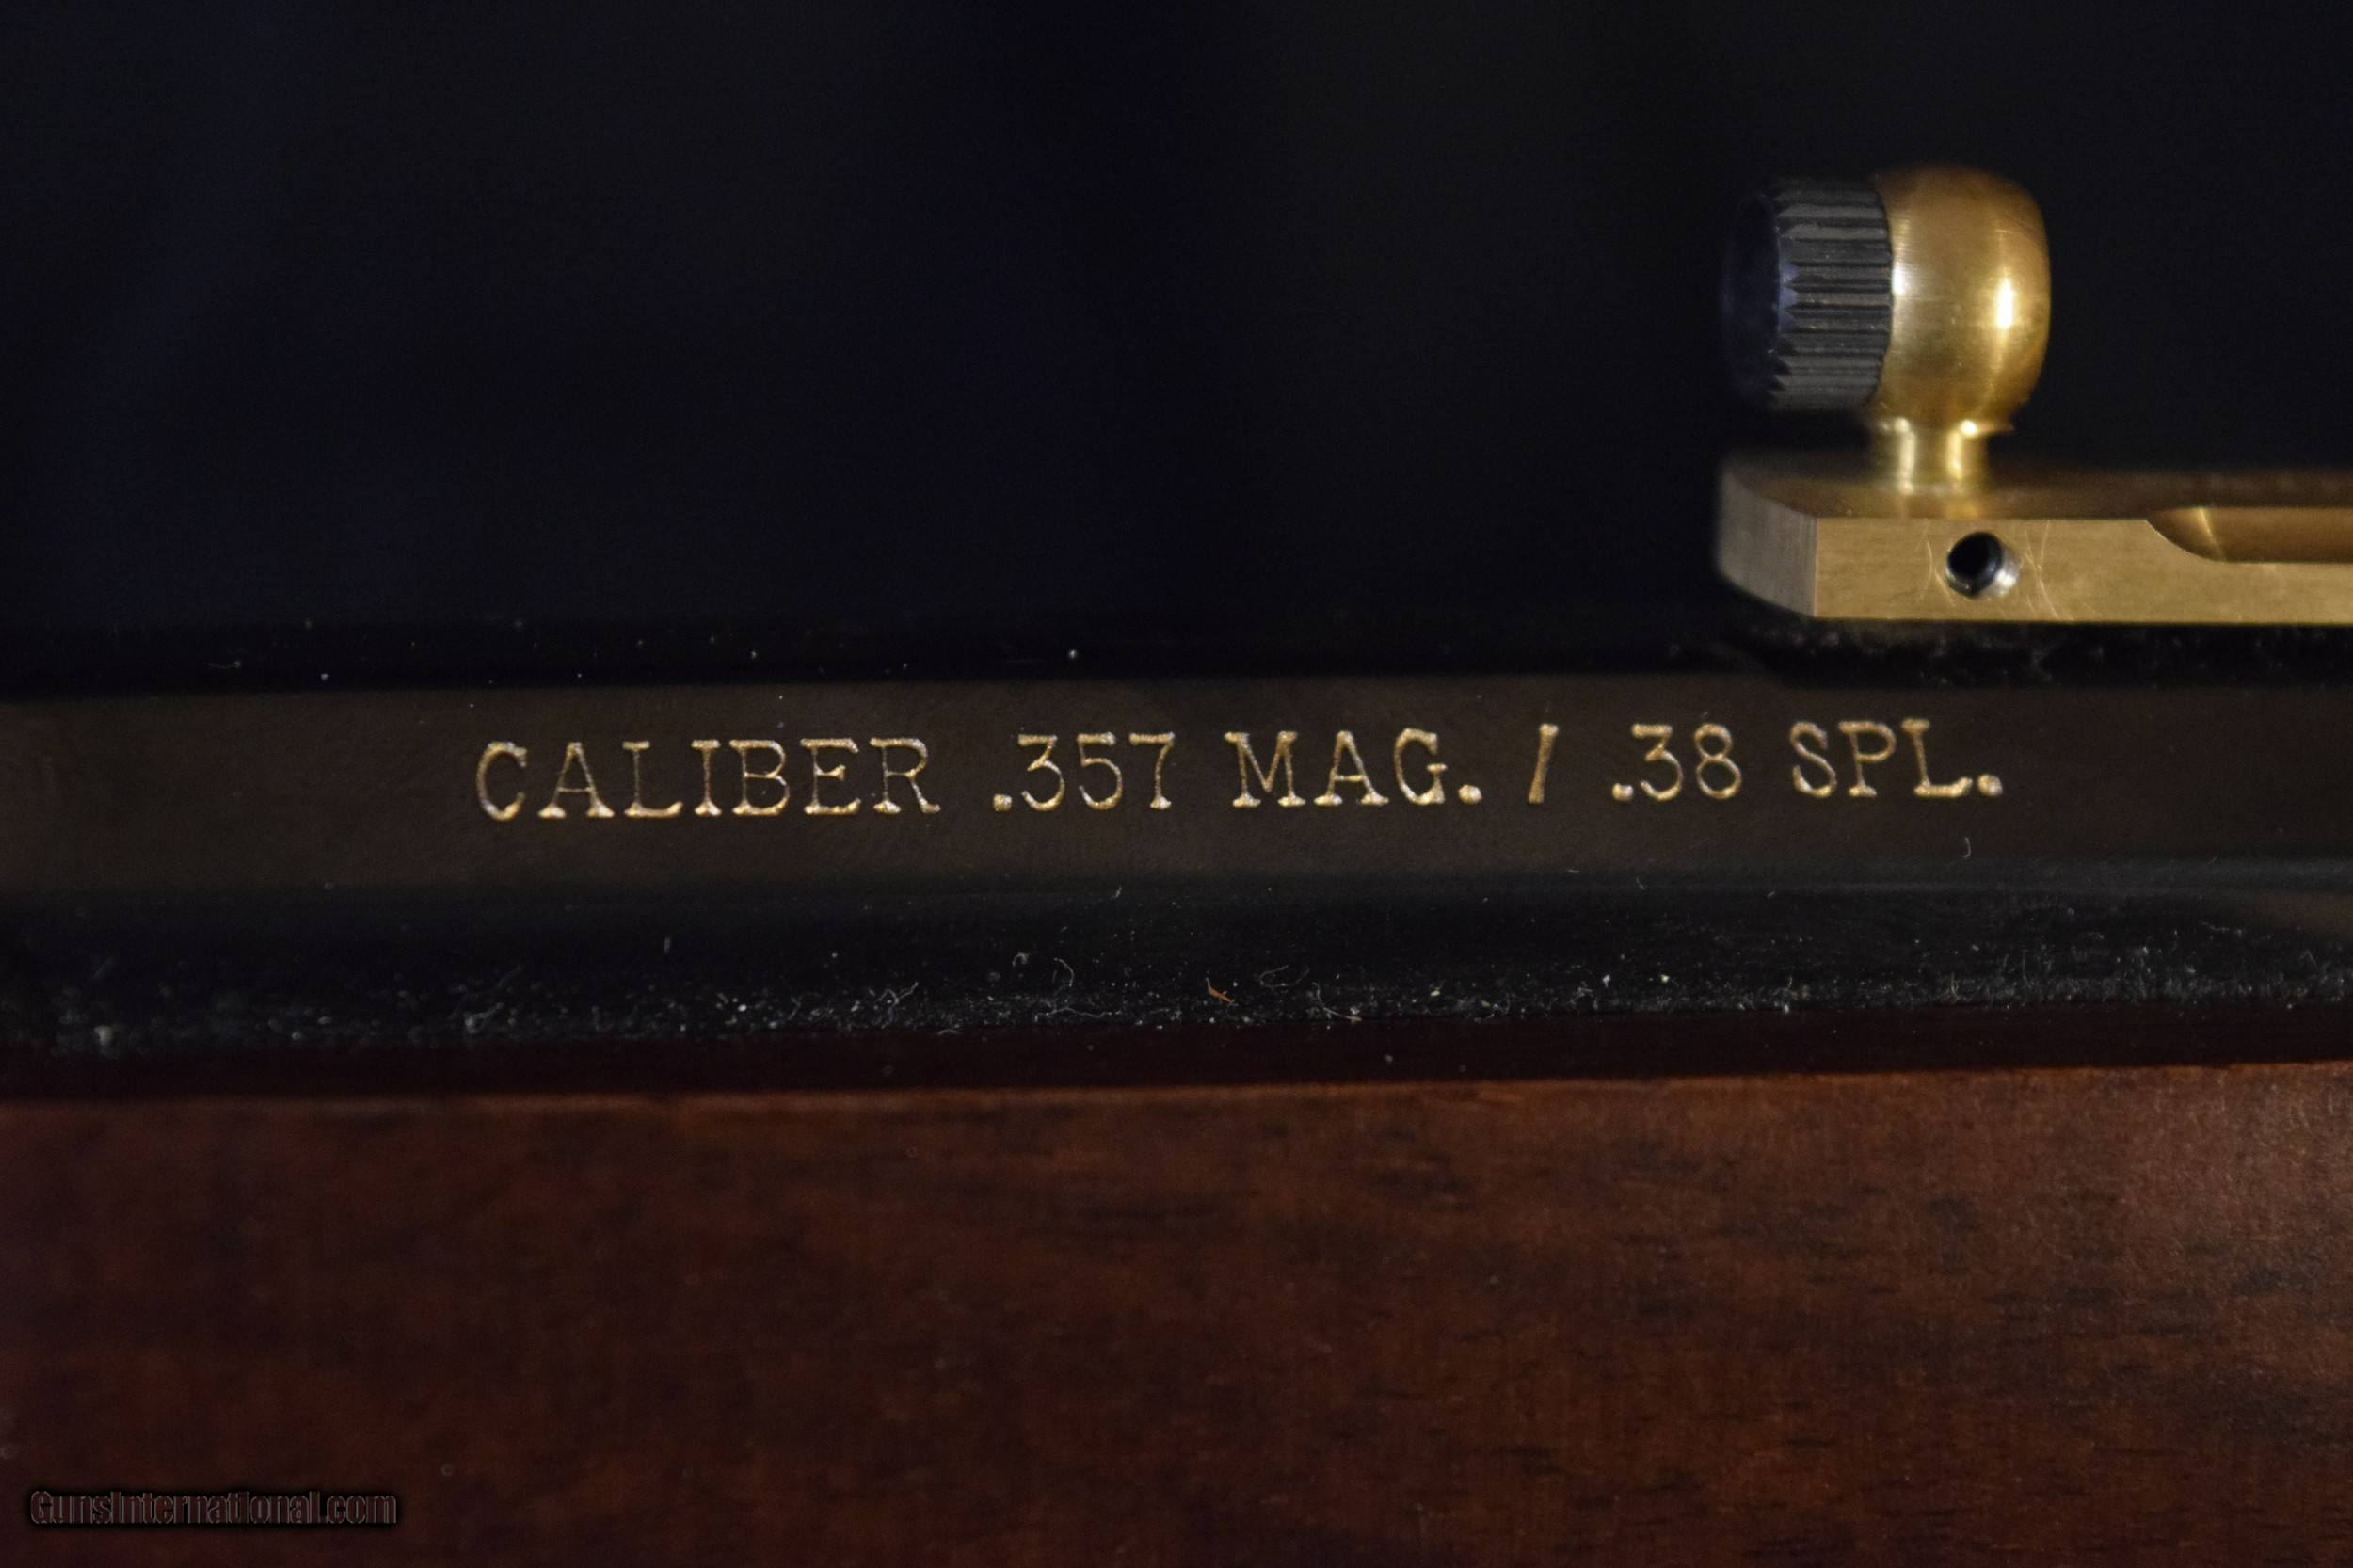 CALIBER .357 MAG. / .38 SPL.
GunsInternational.com